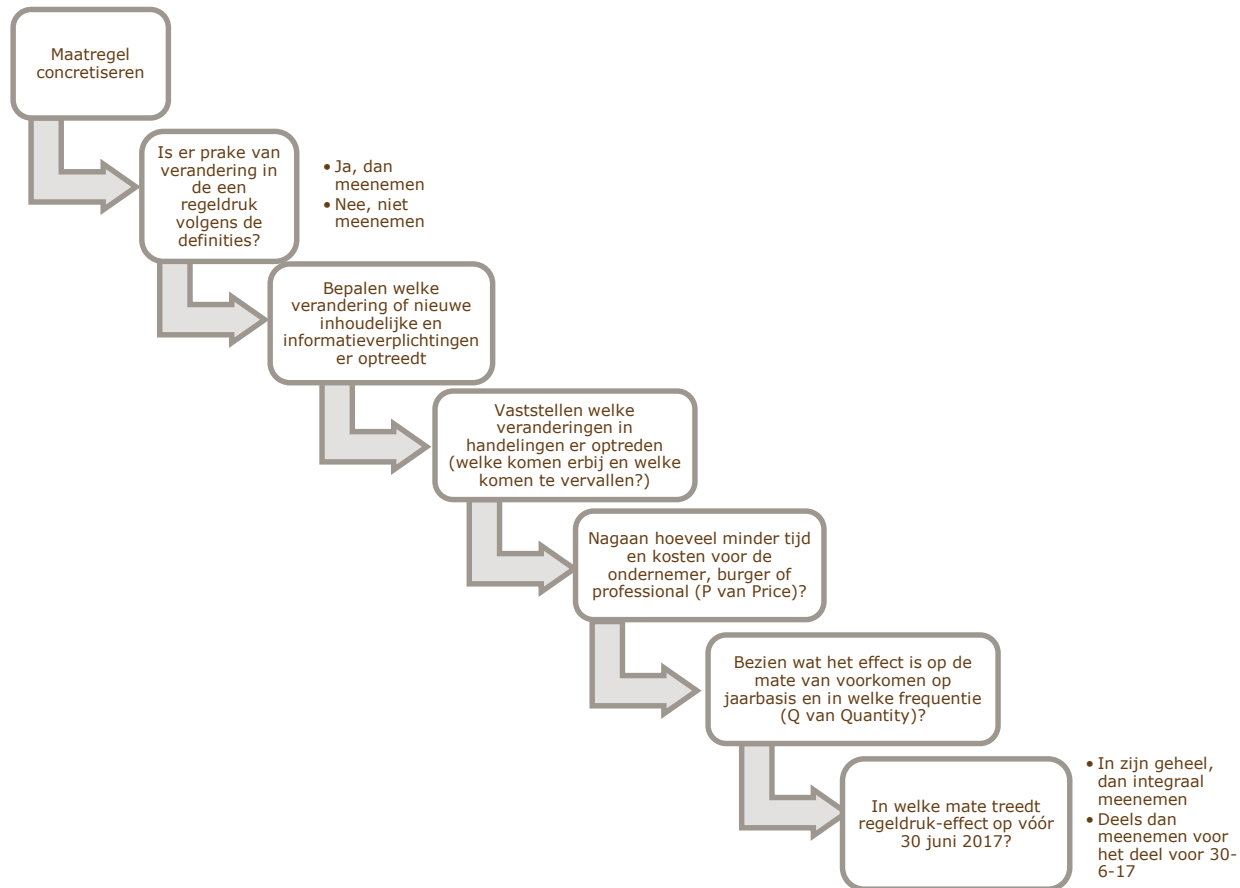 Maatregel
concretiseren
Is er prake van
verandering in
de een
regeldruk
volgens de
definities?
• Ja, dan
meenemen
• Nee, niet
meenemen
Bepalen welke
verandering of nieuwe
inhoudelijke en
informatieverplichtingen
er optreedt
Vaststellen welke
veranderingen in
handelingen er optreden
(welke komen erbij en welke
komen te vervallen?)
Nagaan hoeveel minder tijd
en kosten voor de
ondernemer, burger of
professional (P van Price)?
Bezien wat het effect is op de
mate van voorkomen op
jaarbasis en in welke frequentie
(Q van Quantity)?
In welke mate treedt
regeldruk-effect op vóór
30 juni 2017?
• In zijn geheel,
dan integraal
meenemen
• Deels dan
meenemen voor
het deel voor 30-
6-17